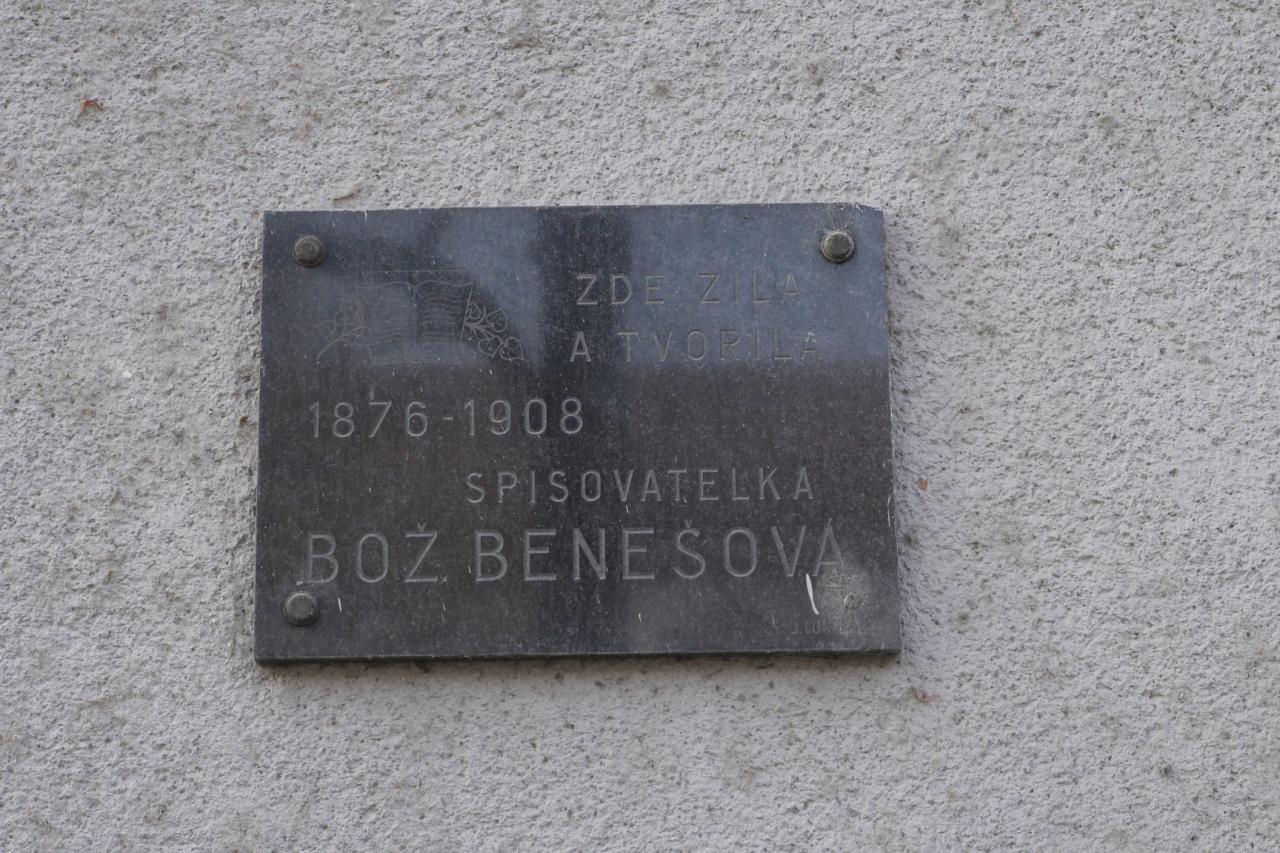 ZDE ŽILA
A TVOŘILA
1876-1908
SPISOVATELKA
BOŽ. BENEŠOVÁ